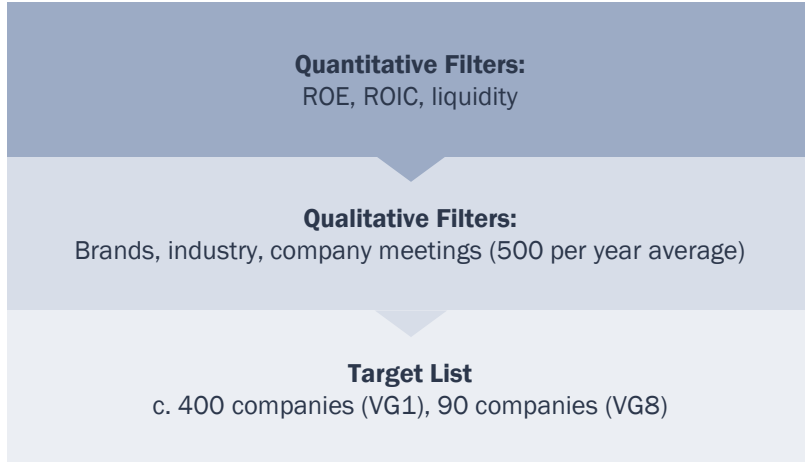 Quantitative Filters:
ROE, ROIC, liquidity
Qualitative Filters:
Brands, industry, company meetings (500 per year average)
Target List
c. 400 companies (VG1), 90 companies (VG8)